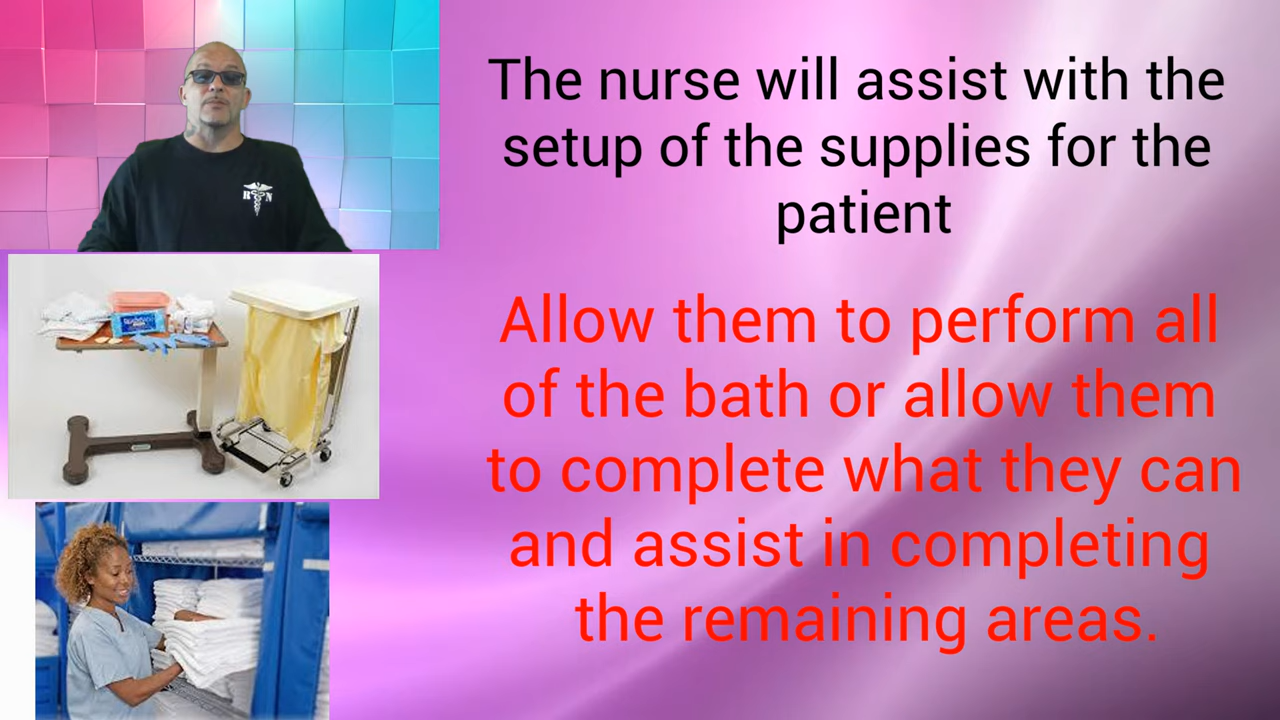 The nurse will assist with the
setup of the supplies for the
patient
Allow them to perform all
of the bath or allow them
to complete what they can
and assist in completing
the remaining areas.
R N